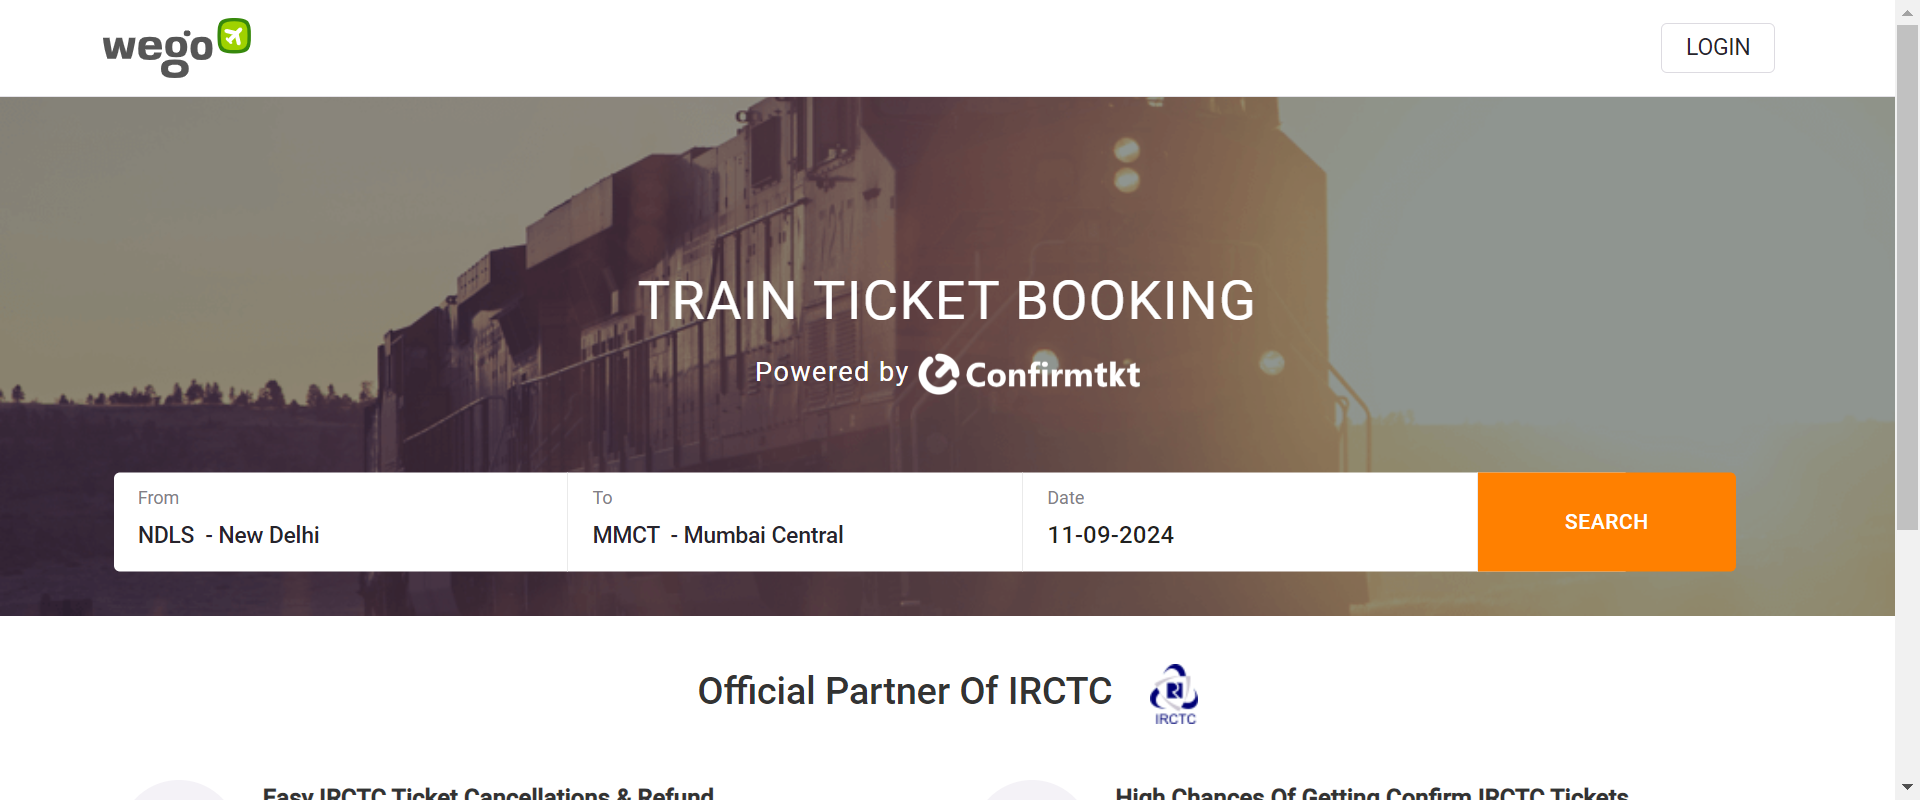 wego
LOGIN
TRAIN TICKET BOOKING
Powered by Confirmtkt
From
NDLS - New Delhi
To
MMCT - Mumbai Central
Date
11-09-2024
SEARCH
Official Partner Of IRCTC
IRCTC
Easy IRCTC Ticket Cancellations & Refund
High Chances Of Getting Confirm IRCTC Tickets